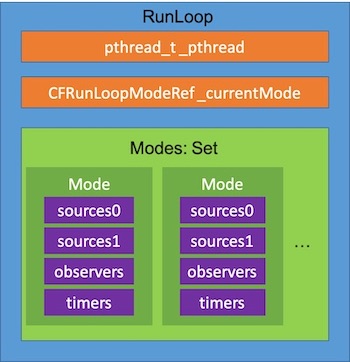 RunLoop
pthread_t _pthread
CFRunLoopModeRef _currentMode
Modes: Set
Mode
sources0
sources1
observers
timers
Mode
sources0
sources1
observers
timers
...